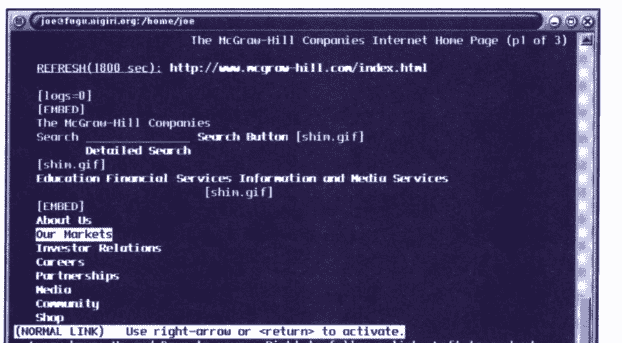 joe@fugu.nigiri.org:/home/joe
The McGraw-Hill Companies Internet Home Page (p1 of 3)
REFRESH(1800 sec): http://www.mcgraw-hill.com/index.html
[logs=0]
[EMBED]
The McGraw-Hill Companies
Search Search Button [shim.gif]
Detailed Search
[shim.gif]
Education Financial Services Information and Media Services
[shim.gif]
[EMBED]
About Us
Our Markets
Investor Relations
Careers
Partnerships
Media
Community
Shop
(NORMAL LINK) Use right-arrow or <return> to activate.